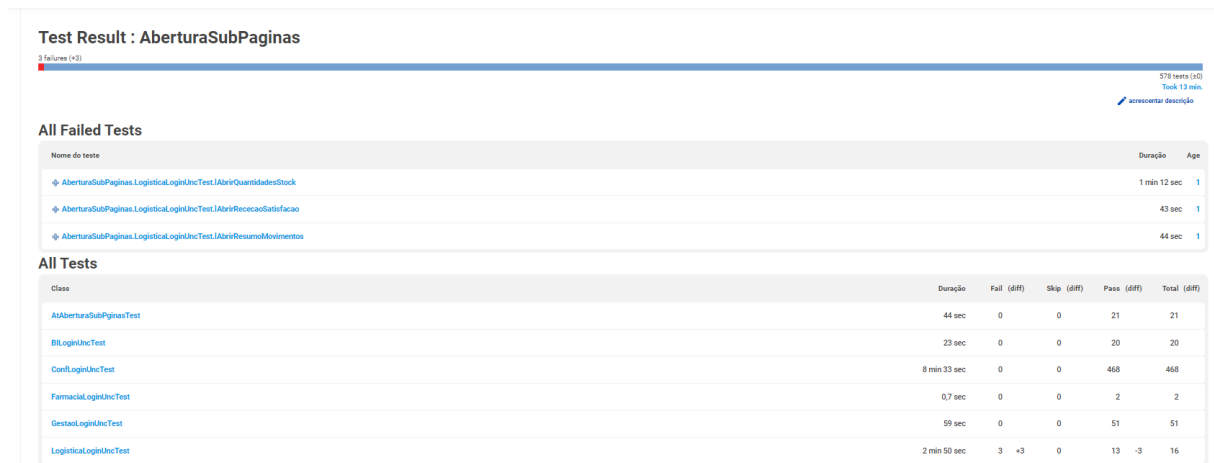 Test Result : AberturaSubPaginas
3 failures (+3)
578 tests (±0)
Took 13 min.
acrescentar descrição
All Failed Tests
Nome do teste Duração Age
AberturaSubPaginas.LogisticaLoginUncTest.lAbrirQuantidadesStock 1 min 12 sec 1
AberturaSubPaginas.LogisticaLoginUncTest.lAbrirRececaoSatisfacao 43 sec 1
AberturaSubPaginas.LogisticaLoginUncTest.lAbrirResumoMovimentos 44 sec 1
All Tests
Class Duração Fail (diff) Skip (diff) Pass (diff) Total (diff)
AtAberturaSubPginasTest 44 sec 0 0 21 21
BILoginUncTest 23 sec 0 0 20 20
ConfLoginUncTest 8 min 33 sec 0 0 468 468
FarmaciaLoginUncTest 0,7 sec 0 0 2 2
GestaoLoginUncTest 59 sec 0 0 51 51
LogisticaLoginUncTest 2 min 50 sec 3 +3 0 13 -3 16